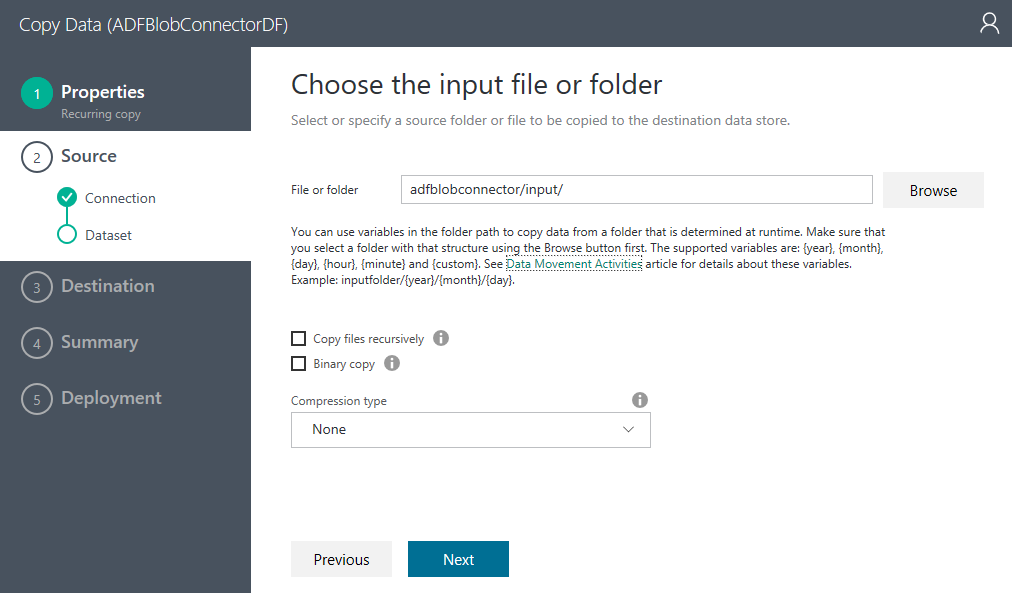 Copy Data (ADFBlobConnectorDF)
1 Properties
Recurring copy
2 Source
Connection
Dataset
3 Destination
4 Summary
5 Deployment
Choose the input file or folder
Select or specify a source folder or file to be copied to the destination data store.
File or folder adfblobconnector/input/ Browse
You can use variables in the folder path to copy data from a folder that is determined at runtime. Make sure that
you select a folder with that structure using the Browse button first. The supported variables are: {year}, {month},
{day}, {hour}, {minute} and {custom}. See Data Movement Activities article for details about these variables.
Example: inputfolder/{year}/{month}/{day}.
Copy files recursively
Binary copy
Compression type
None
Previous Next